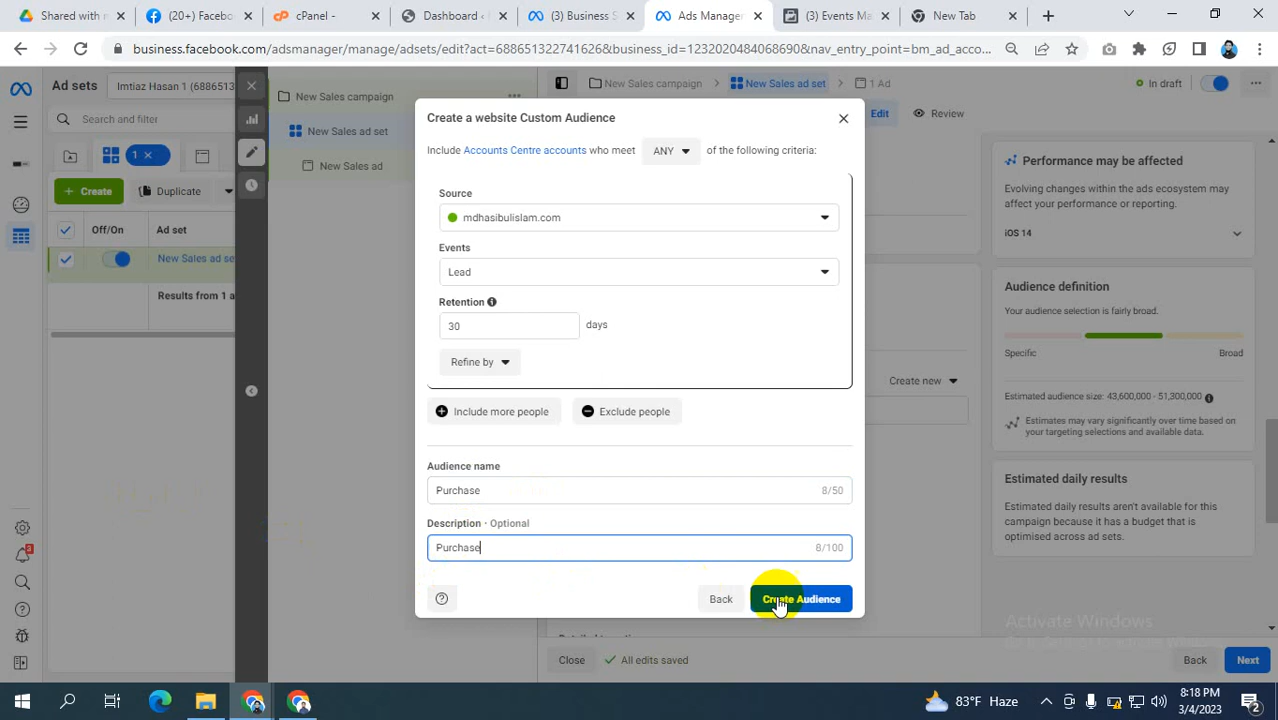 Shared with m
(20+) Facebo
cPanel -
Dashboard ‹
(3) Business S
Ads Manager
(3) Events Ma
New Tab
business.facebook.com/adsmanager/manage/adsets/edit?act=688651322741626&business_id=1232020484068690&nav_entry_point=bm_ad_acco...
Ad sets
Imtiaz Hasan 1 (6886513
New Sales campaign
New Sales campaign
New Sales ad set
1 Ad
In draft
Search and filter
New Sales ad set
Edit
Review
1
New Sales ad
Create
Duplicate
Off/On
Ad set
New Sales ad se
Results from 1 a
Create a website Custom Audience
Include Accounts Centre accounts who meet ANY of the following criteria:
Source
mdhasibulislam.com
Events
Lead
Retention
30
days
Refine by
Include more people
Exclude people
Audience name
Purchase
8/50
Description · Optional
Purchase
8/100
Back
Create Audience
Performance may be affected
Evolving changes within the ads ecosystem may
affect your performance or reporting.
iOS 14
Audience definition
Your audience selection is fairly broad.
Specific
Broad
Create new
Estimated audience size: 43,600,000 - 51,300,000
Estimates may vary significantly over time based on
your targeting selections and available data.
Estimated daily results
Estimated daily results aren't available for this
campaign because it has a budget that is
optimised across ad sets.
Activate Windows
Close
All edits saved
Back
Next
3
83°F Haze
8:18 PM
3/4/2023
2